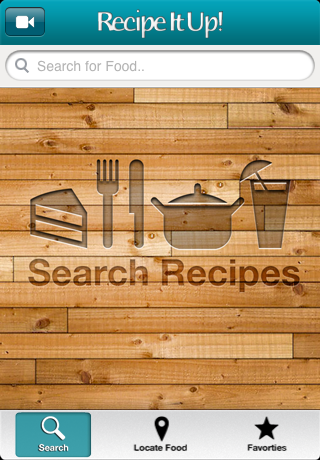 Recipe It Up!
Search for Food..
Search Recipes
Search
Locate Food
Favorties